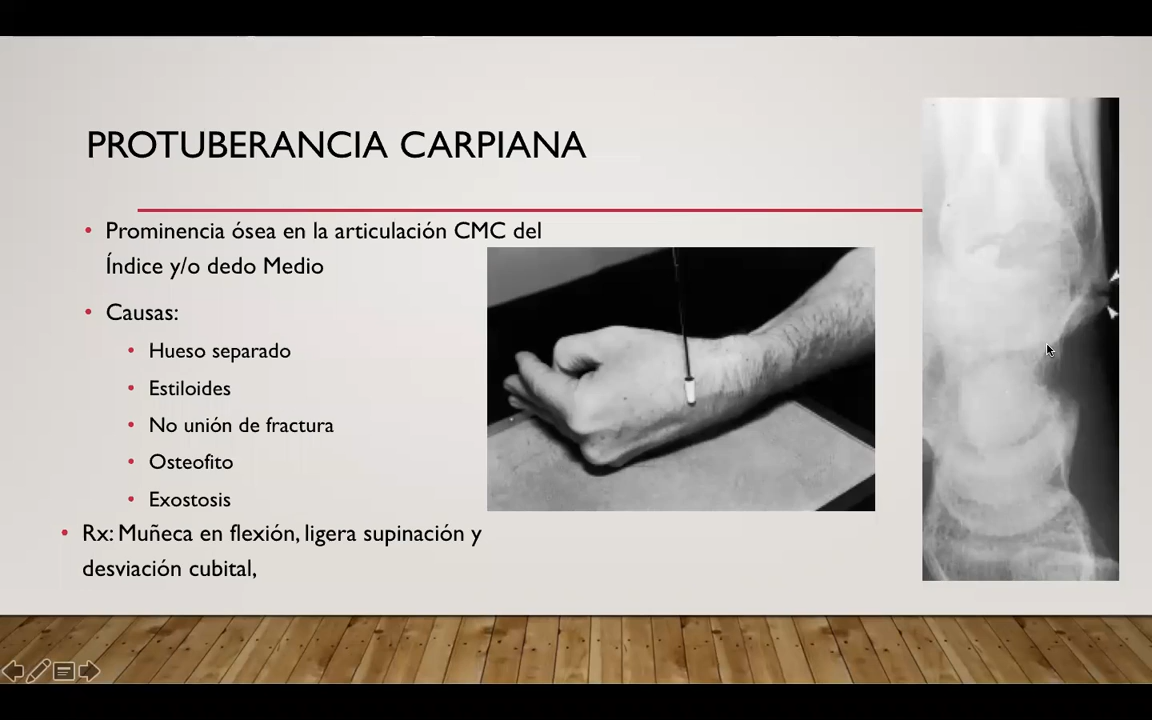 PROTUBERANCIA CARPIANA
• Prominencia ósea en la articulación CMC del
Índice y/o dedo Medio
• Causas:
• Hueso separado
• Estiloides
• No unión de fractura
• Osteofito
• Exostosis
• Rx: Muñeca en flexión, ligera supinación y
desviación cubital,